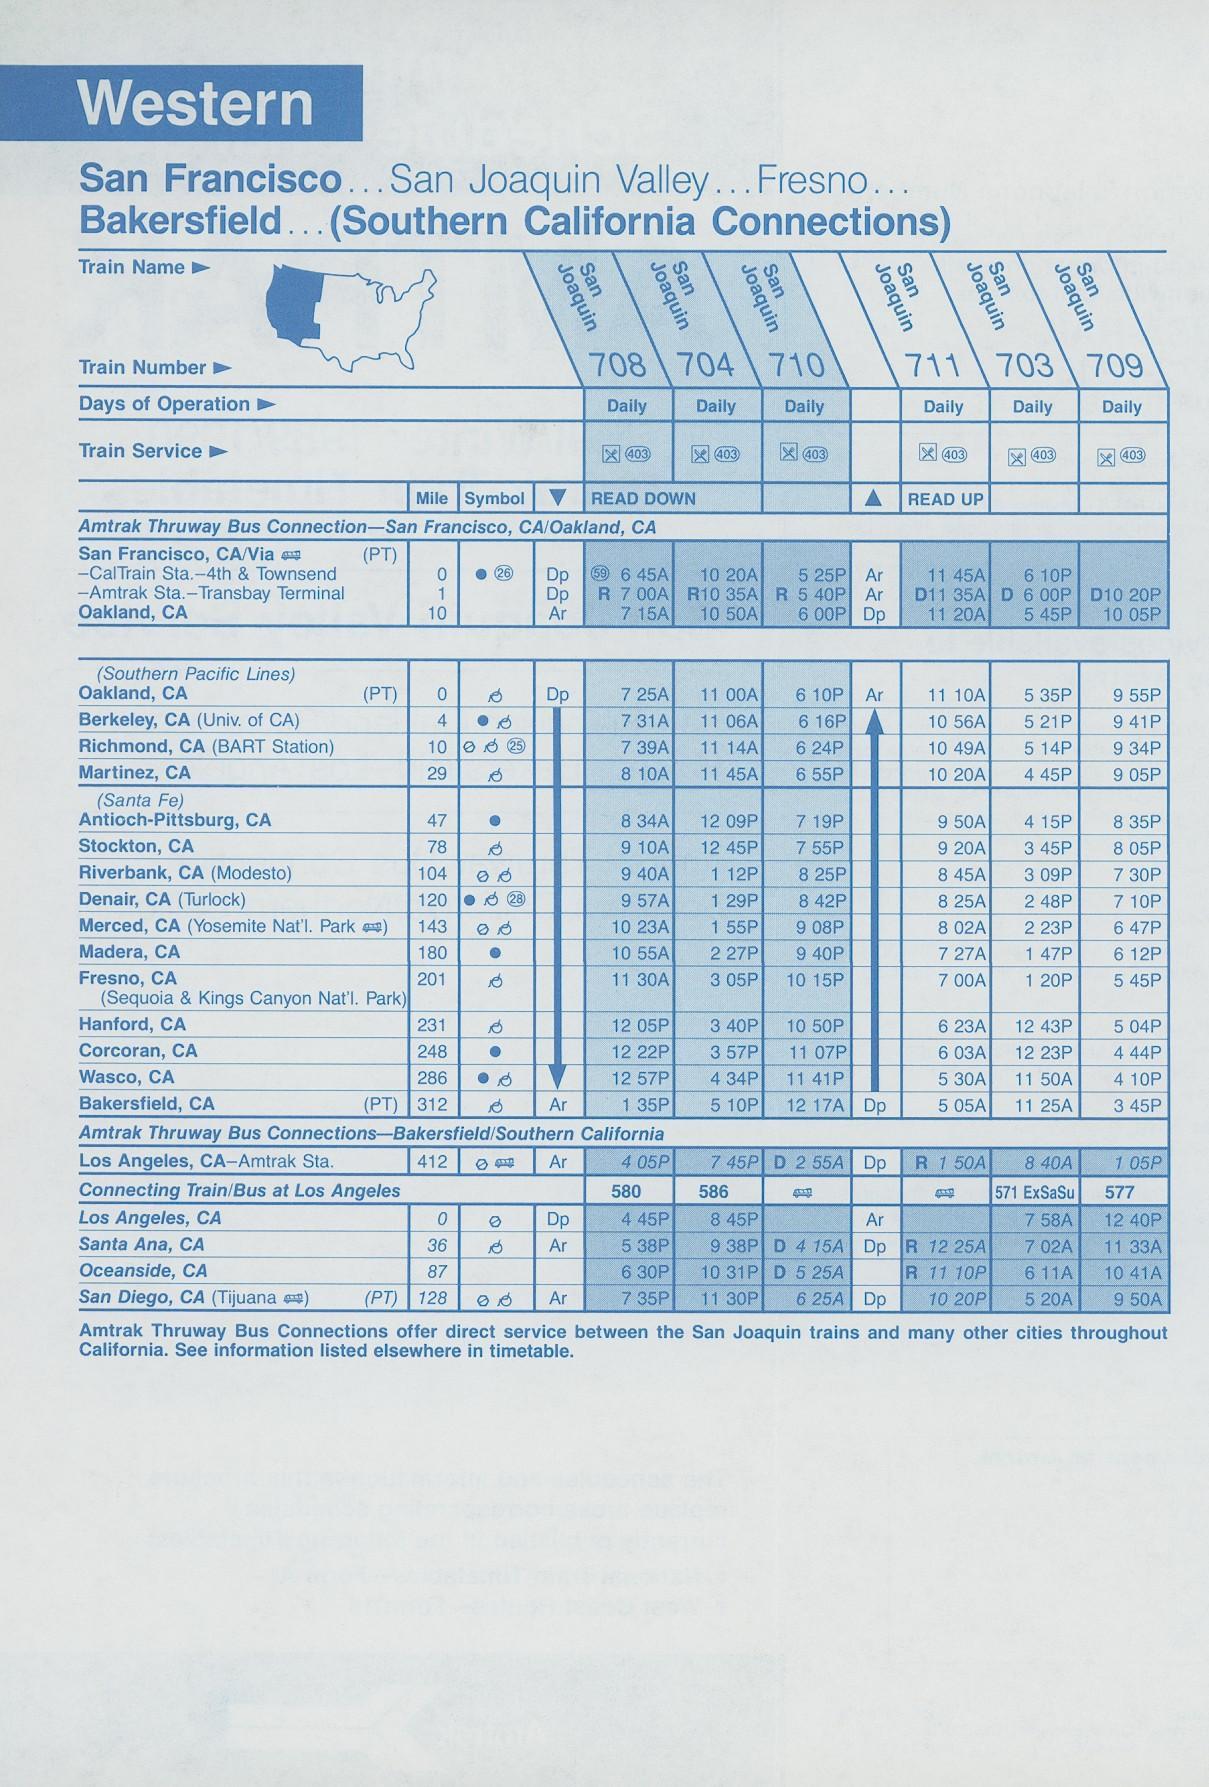 Western
San Francisco...San Joaquin Valley...Fresno...
Bakersfield...(Southern California Connections)
Train Name ► San Joaquin San Joaquin San Joaquin San Joaquin San Joaquin San Joaquin
Train Number ► 708 704 710 711 703 709
Days of Operation ► Daily Daily Daily Daily Daily Daily
Train Service ► 403 403 403 403 403 403
Mile Symbol ▼ READ DOWN ▲ READ UP
Amtrak Thruway Bus Connection—San Francisco, CA/Oakland, CA
San Francisco, CA/Via (PT)
–CalTrain Sta.–4th & Townsend 0 ● 26 Dp 59 6 45A 10 20A 5 25P Ar 11 45A 6 10P
–Amtrak Sta.–Transbay Terminal 1 Dp R 7 00A R10 35A R 5 40P Ar D11 35A D 6 00P D10 20P
Oakland, CA 10 Ar 7 15A 10 50A 6 00P Dp 11 20A 5 45P 10 05P
(Southern Pacific Lines)
Oakland, CA (PT) 0 Dp 7 25A 11 00A 6 10P Ar 11 10A 5 35P 9 55P
Berkeley, CA (Univ. of CA) 4 ● 7 31A 11 06A 6 16P 10 56A 5 21P 9 41P
Richmond, CA (BART Station) 10 25 7 39A 11 14A 6 24P 10 49A 5 14P 9 34P
Martinez, CA 29 8 10A 11 45A 6 55P 10 20A 4 45P 9 05P
(Santa Fe)
Antioch-Pittsburg, CA 47 ● 8 34A 12 09P 7 19P 9 50A 4 15P 8 35P
Stockton, CA 78 9 10A 12 45P 7 55P 9 20A 3 45P 8 05P
Riverbank, CA (Modesto) 104 9 40A 1 12P 8 25P 8 45A 3 09P 7 30P
Denair, CA (Turlock) 120 ● 28 9 57A 1 29P 8 42P 8 25A 2 48P 7 10P
Merced, CA (Yosemite Nat'l. Park) 143 10 23A 1 55P 9 08P 8 02A 2 23P 6 47P
Madera, CA 180 ● 10 55A 2 27P 9 40P 7 27A 1 47P 6 12P
Fresno, CA 201 11 30A 3 05P 10 15P 7 00A 1 20P 5 45P
(Sequoia & Kings Canyon Nat'l. Park)
Hanford, CA 231 12 05P 3 40P 10 50P 6 23A 12 43P 5 04P
Corcoran, CA 248 ● 12 22P 3 57P 11 07P 6 03A 12 23P 4 44P
Wasco, CA 286 ● 12 57P 4 34P 11 41P 5 30A 11 50A 4 10P
Bakersfield, CA (PT) 312 Ar 1 35P 5 10P 12 17A Dp 5 05A 11 25A 3 45P
Amtrak Thruway Bus Connections—Bakersfield/Southern California
Los Angeles, CA–Amtrak Sta. 412 Ar 4 05P 7 45P D 2 55A Dp R 1 50A 8 40A 1 05P
Connecting Train/Bus at Los Angeles 580 586 571 ExSaSu 577
Los Angeles, CA 0 Dp 4 45P 8 45P Ar 7 58A 12 40P
Santa Ana, CA 36 Ar 5 38P 9 38P D 4 15A Dp R 12 25A 7 02A 11 33A
Oceanside, CA 87 6 30P 10 31P D 5 25A R 11 10P 6 11A 10 41A
San Diego, CA (Tijuana) (PT) 128 Ar 7 35P 11 30P 6 25A Dp 10 20P 5 20A 9 50A
Amtrak Thruway Bus Connections offer direct service between the San Joaquin trains and many other cities throughout
California. See information listed elsewhere in timetable.